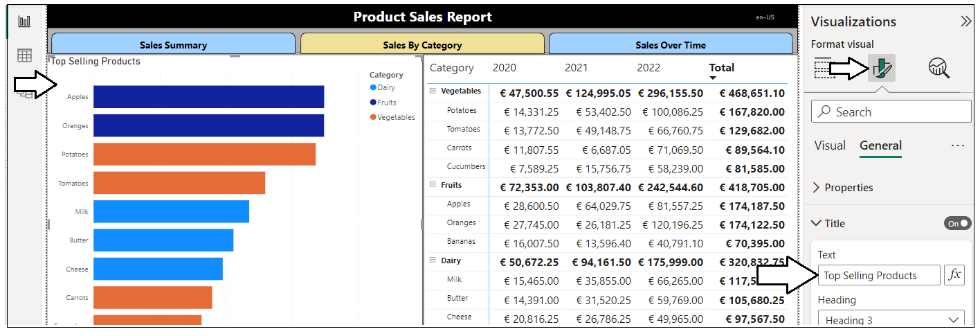 Product Sales Report
en-US
Sales Summary
Sales By Category
Sales Over Time
Top Selling Products
Category
Dairy
Fruits
Vegetables
Apples
Oranges
Potatoes
Tomatoes
Milk
Butter
Cheese
Carrots
Category 2020 2021 2022 Total
Vegetables € 47,500.55 € 124,995.05 € 296,155.50 € 468,651.10
Potatoes € 14,331.25 € 53,402.50 € 100,086.25 € 167,820.00
Tomatoes € 13,772.50 € 49,148.75 € 66,760.75 € 129,682.00
Carrots € 11,807.55 € 6,687.05 € 71,069.50 € 89,564.10
Cucumbers € 7,589.25 € 15,756.75 € 58,239.00 € 81,585.00
Fruits € 72,353.00 € 103,807.40 € 242,544.60 € 418,705.00
Apples € 28,600.50 € 64,029.75 € 81,557.25 € 174,187.50
Oranges € 27,745.00 € 26,181.25 € 120,196.25 € 174,122.50
Bananas € 16,007.50 € 13,596.40 € 40,791.10 € 70,395.00
Dairy € 50,672.25 € 94,161.50 € 175,999.00 € 320,832.75
Milk € 15,465.00 € 35,855.00 € 66,265.00
Butter € 14,391.00 € 31,520.25 € 59,769.00 € 105,680.25
Cheese € 20,816.25 € 26,786.25 € 49,965.00 € 97,567.50
Visualizations
Format visual
Search
Visual General
Properties
Title On
Text
Top Selling Products fx
Heading
Heading 3